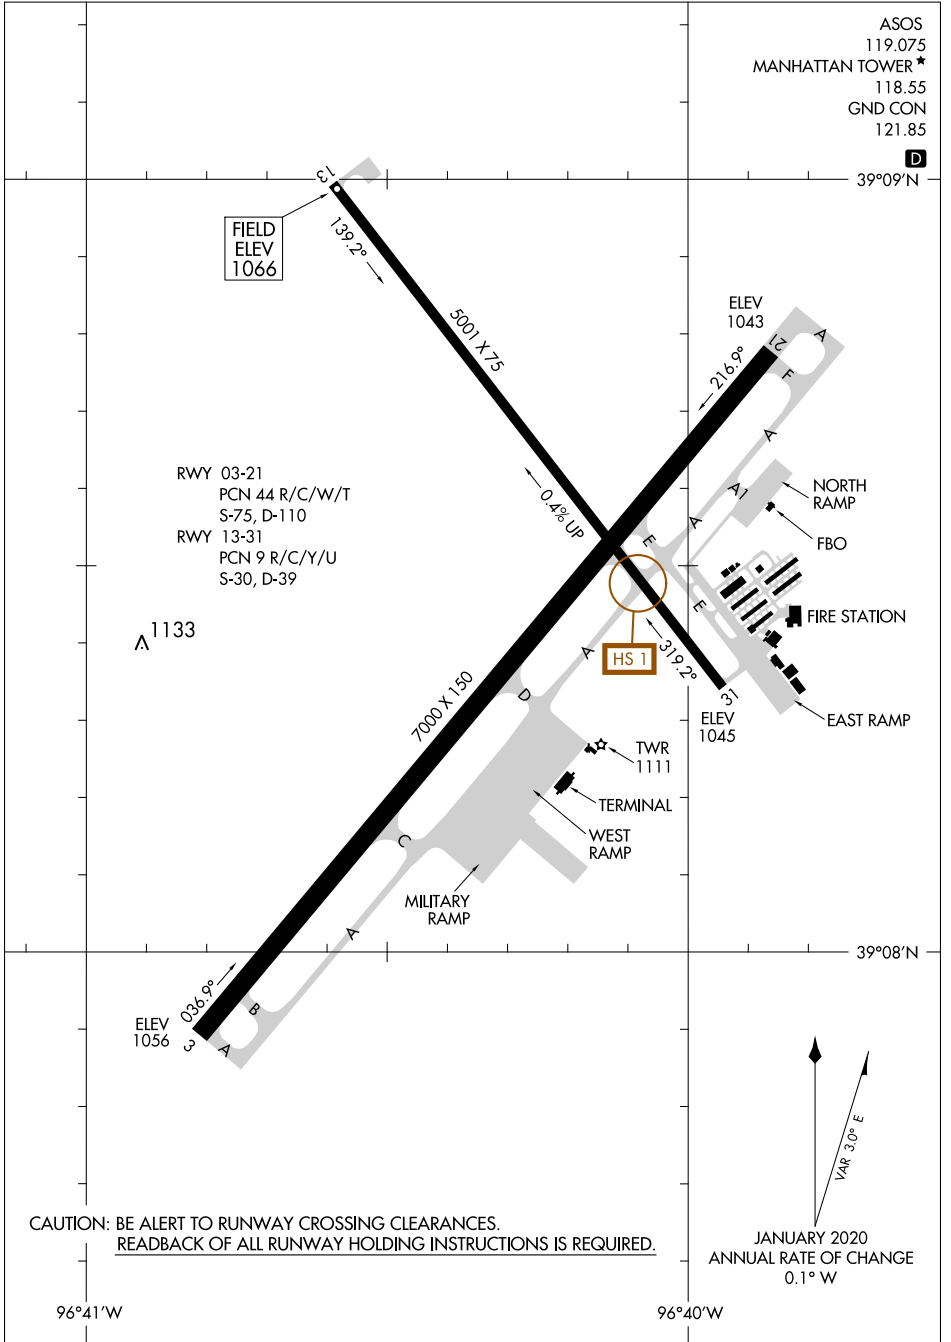 ASOS
119.075
MANHATTAN TOWER★
118.55
GND CON
121.85
D
39°09'N
13
FIELD
ELEV
1066
139.2°
5001 X 75
ELEV
1043
21
A
216.9°
F
A
RWY 03-21
PCN 44 R/C/W/T
S-75, D-110
RWY 13-31
PCN 9 R/C/Y/U
S-30, D-39
0.4% UP
A1
NORTH
RAMP
A
E
FBO
E
FIRE STATION
1133
HS 1
A
319.2°
31
ELEV
1045
EAST RAMP
7000 X 150
D
TWR
1111
TERMINAL
WEST
RAMP
C
MILITARY
RAMP
A
39°08'N
036.9°
B
ELEV
1056
3
A
VAR 3.0° E
CAUTION: BE ALERT TO RUNWAY CROSSING CLEARANCES.
READBACK OF ALL RUNWAY HOLDING INSTRUCTIONS IS REQUIRED.
JANUARY 2020
ANNUAL RATE OF CHANGE
0.1° W
96°41'W
96°40'W